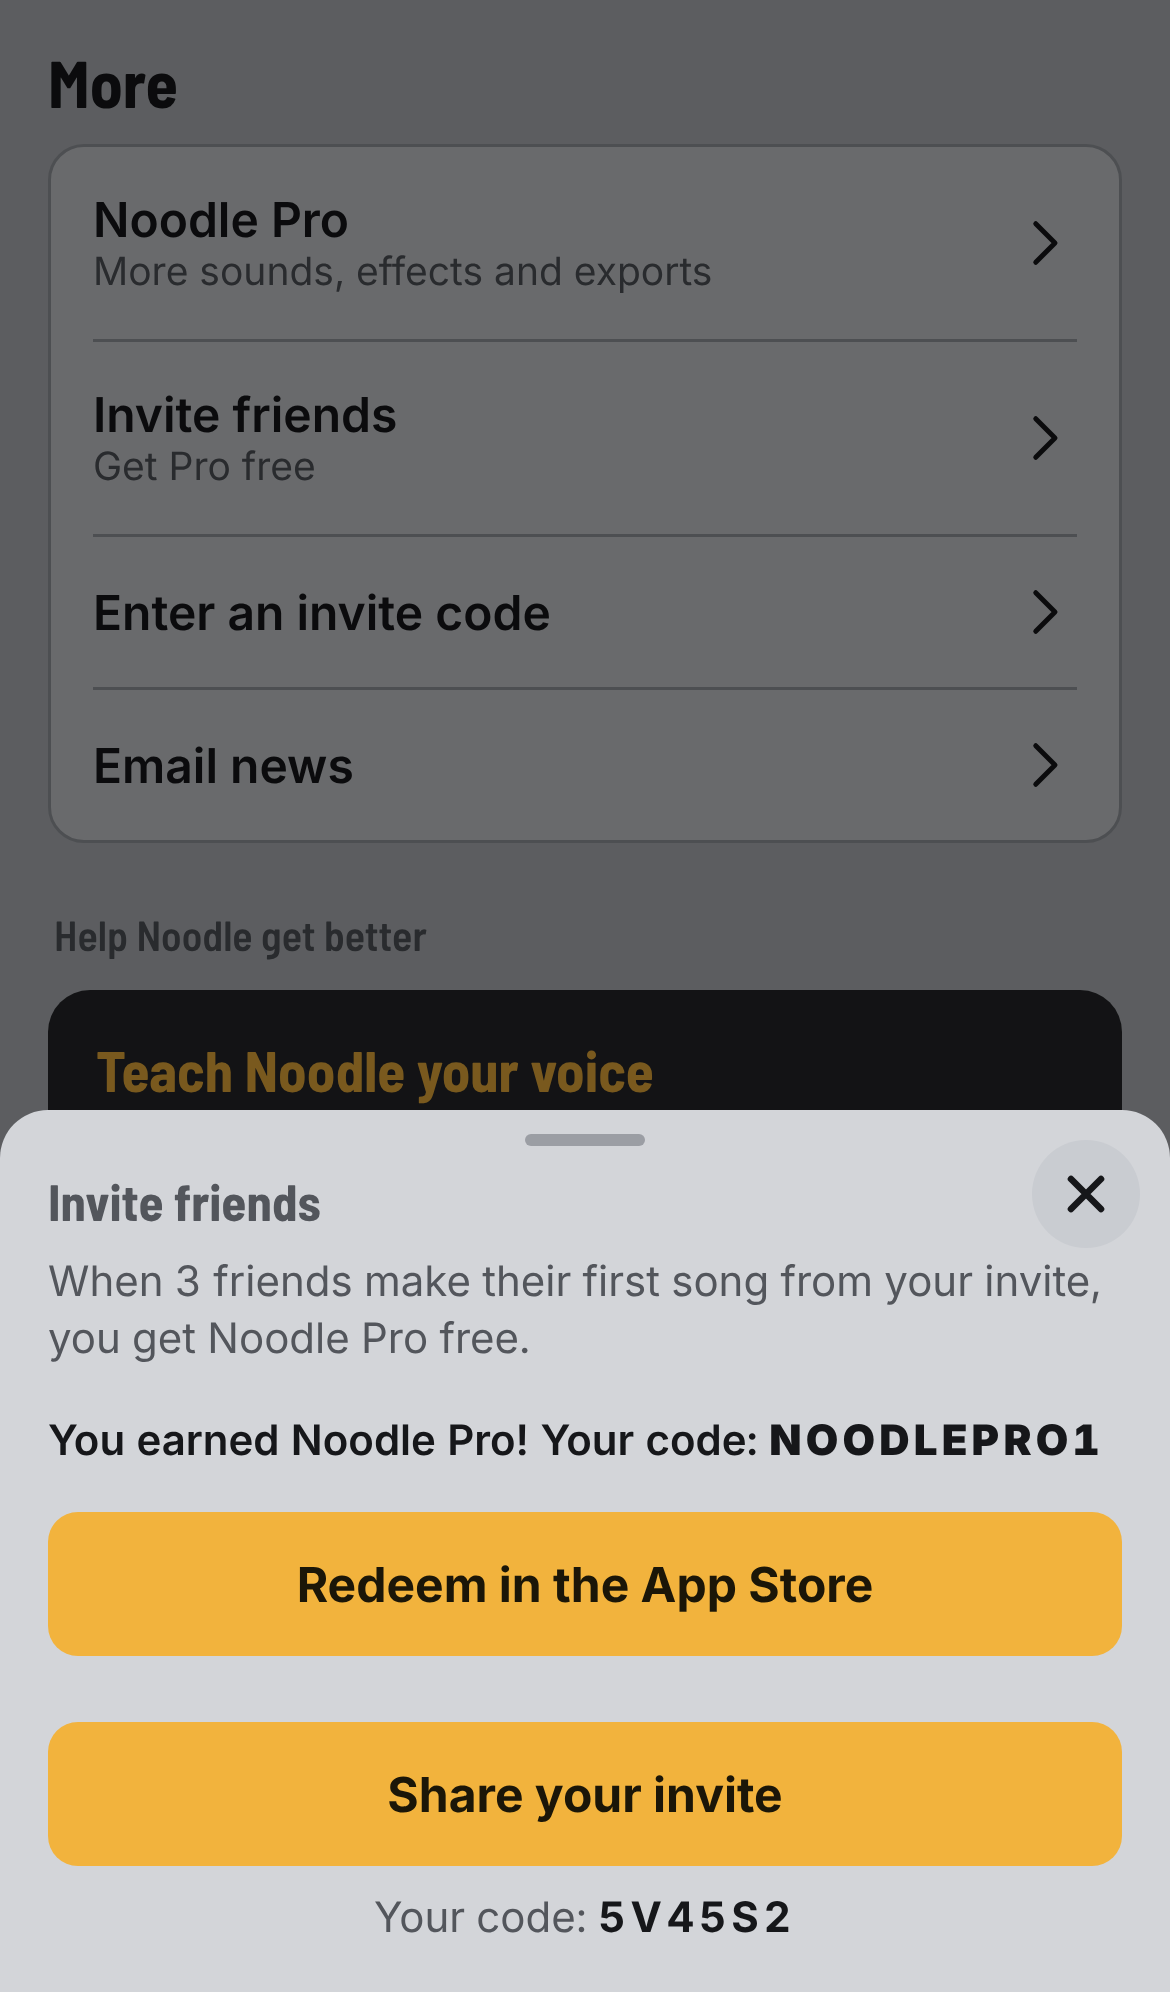 More
Noodle Pro
More sounds, effects and exports
Invite friends
Get Pro free
Enter an invite code
Email news
Help Noodle get better
Teach Noodle your voice
Invite friends
When 3 friends make their first song from your invite,
you get Noodle Pro free.
You earned Noodle Pro! Your code: NOODLEPRO1
Redeem in the App Store
Share your invite
Your code: 5V45S2